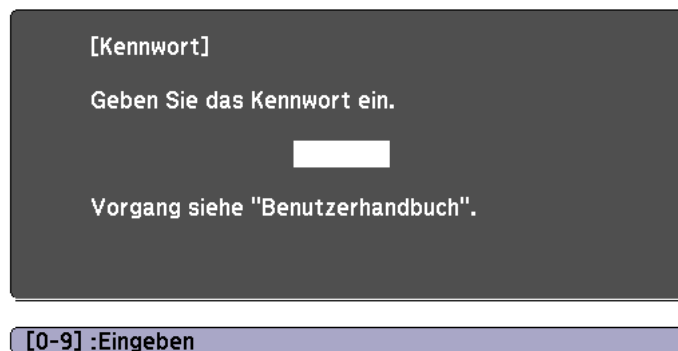 [Kennwort]
Geben Sie das Kennwort ein.
Vorgang siehe "Benutzerhandbuch".
[0-9] :Eingeben